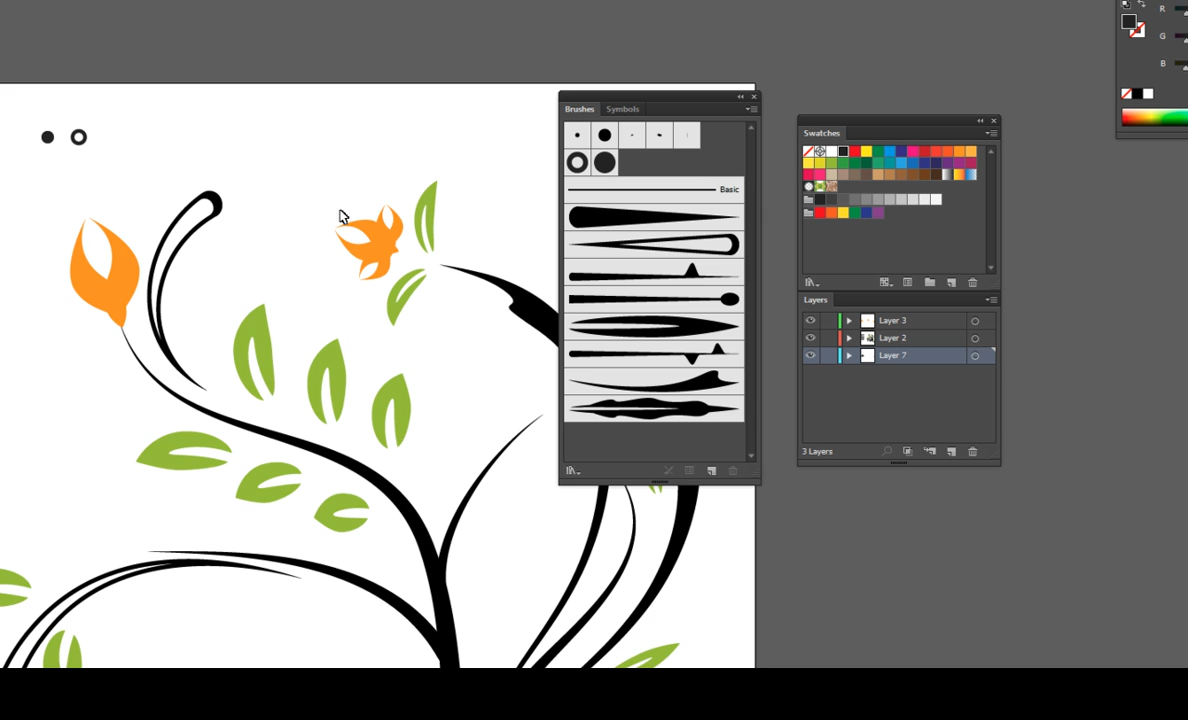 R
G
B
Brushes Symbols
Basic
Swatches
Layers
Layer 3
Layer 2
Layer 7
3 Layers